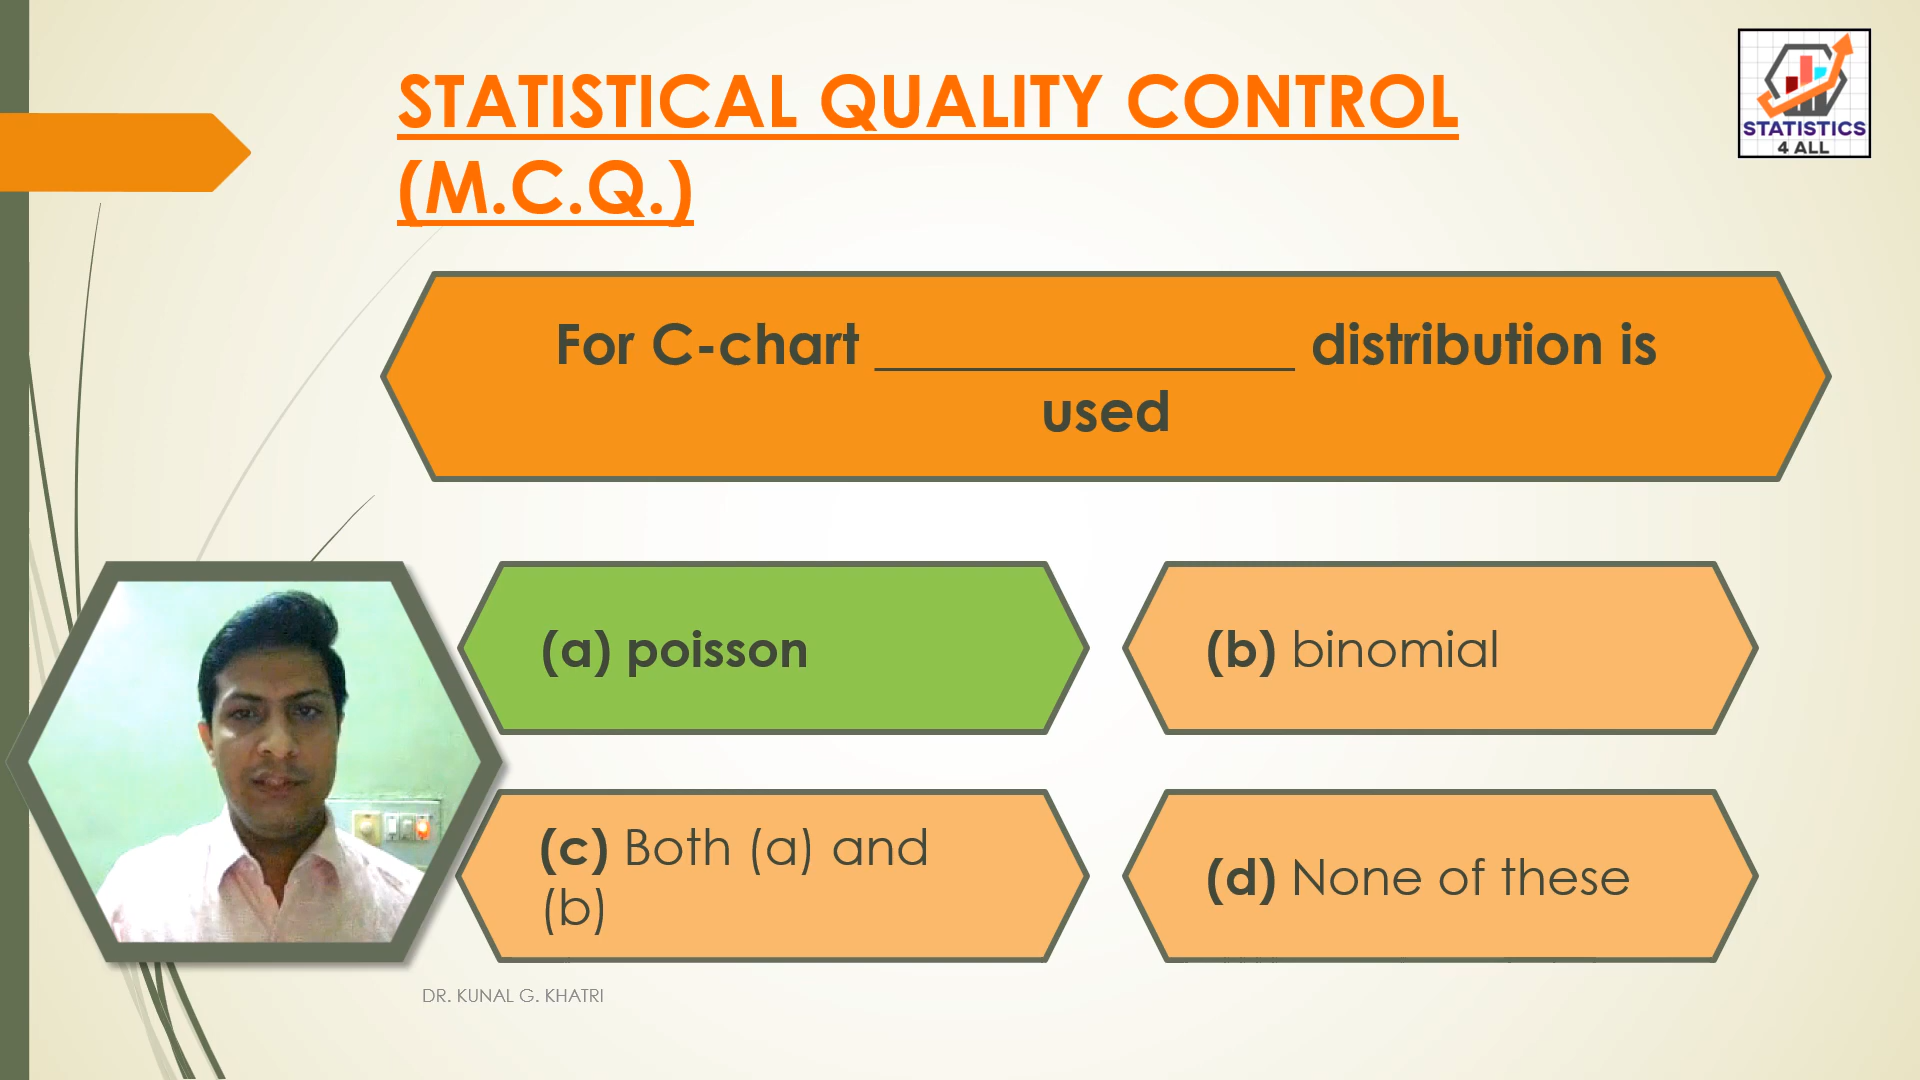 STATISTICAL QUALITY CONTROL
(M.C.Q.)
STATISTICS
4 ALL
For C-chart ______________ distribution is
used
(a) poisson
(b) binomial
(c) Both (a) and
(b)
(d) None of these
DR. KUNAL G. KHATRI